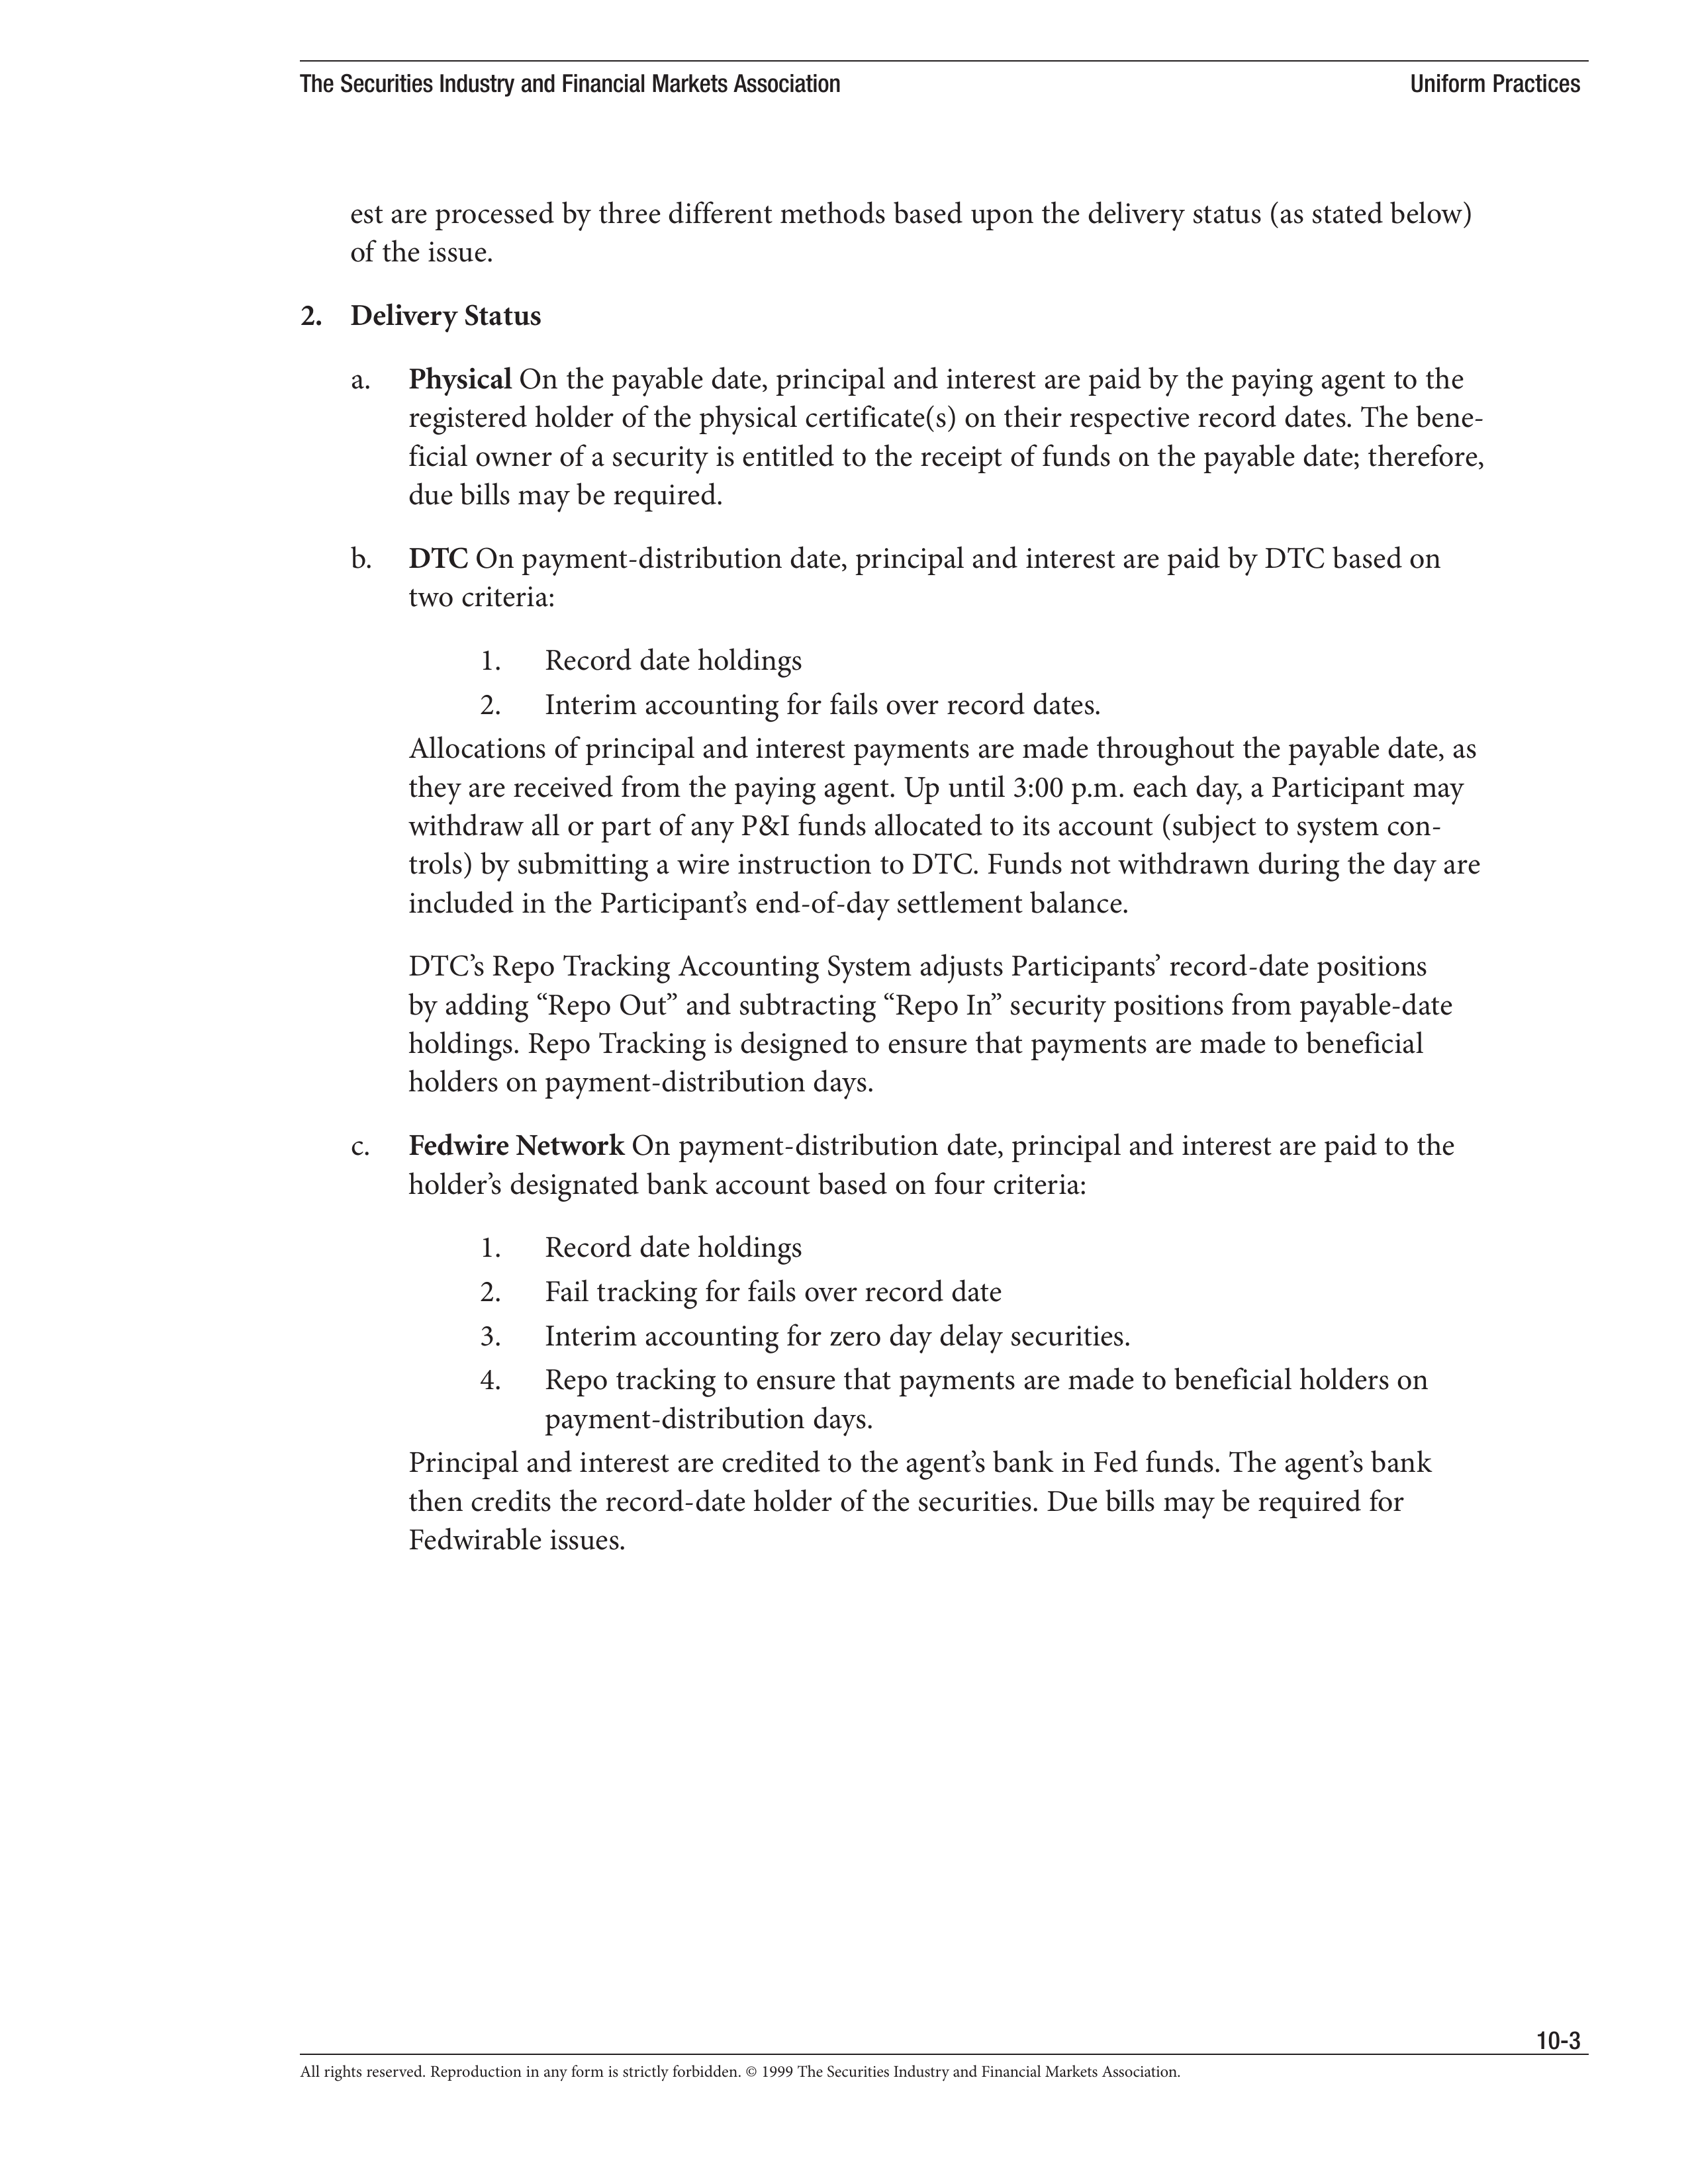 The Securities Industry and Financial Markets Association Uniform Practices
est are processed by three different methods based upon the delivery status (as stated below)
of the issue.
2. Delivery Status
a. Physical On the payable date, principal and interest are paid by the paying agent to the
registered holder of the physical certificate(s) on their respective record dates. The bene-
ficial owner of a security is entitled to the receipt of funds on the payable date; therefore,
due bills may be required.
b. DTC On payment-distribution date, principal and interest are paid by DTC based on
two criteria:
1. Record date holdings
2. Interim accounting for fails over record dates.
Allocations of principal and interest payments are made throughout the payable date, as
they are received from the paying agent. Up until 3:00 p.m. each day, a Participant may
withdraw all or part of any P&I funds allocated to its account (subject to system con-
trols) by submitting a wire instruction to DTC. Funds not withdrawn during the day are
included in the Participant’s end-of-day settlement balance.
DTC’s Repo Tracking Accounting System adjusts Participants’ record-date positions
by adding “Repo Out” and subtracting “Repo In” security positions from payable-date
holdings. Repo Tracking is designed to ensure that payments are made to beneficial
holders on payment-distribution days.
c. Fedwire Network On payment-distribution date, principal and interest are paid to the
holder’s designated bank account based on four criteria:
1. Record date holdings
2. Fail tracking for fails over record date
3. Interim accounting for zero day delay securities.
4. Repo tracking to ensure that payments are made to beneficial holders on
payment-distribution days.
Principal and interest are credited to the agent’s bank in Fed funds. The agent’s bank
then credits the record-date holder of the securities. Due bills may be required for
Fedwirable issues.
10-3
All rights reserved. Reproduction in any form is strictly forbidden. © 1999 The Securities Industry and Financial Markets Association.